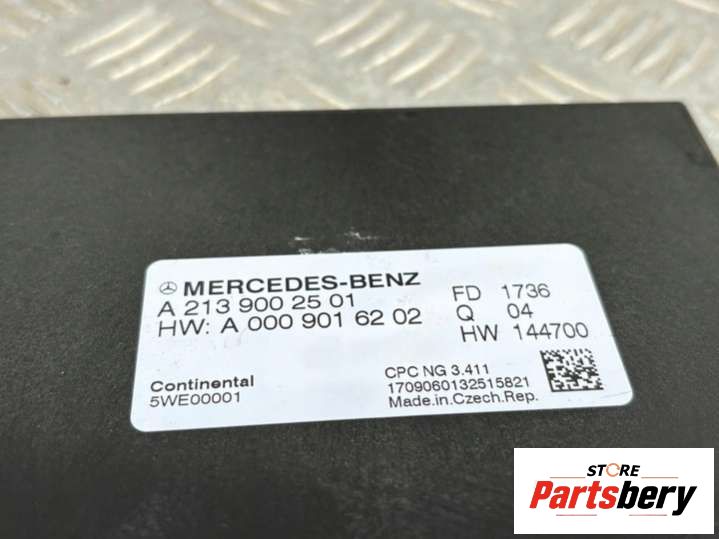 MERCEDES-BENZ
A 213 900 25 01
HW: A 000 901 62 02
FD 1736
Q 04
HW 144700
Continental
5WE00001
CPC NG 3.411
1709060132515821
Made.in.Czech.Rep.
STORE
Partsbery